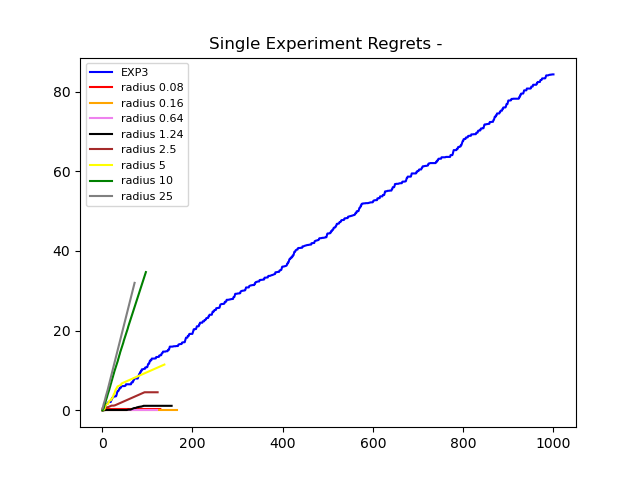 Single Experiment Regrets -
EXP3
radius 0.08
radius 0.16
radius 0.64
radius 1.24
radius 2.5
radius 5
radius 10
radius 25
80
60
40
20
0
0 200 400 600 800 1000